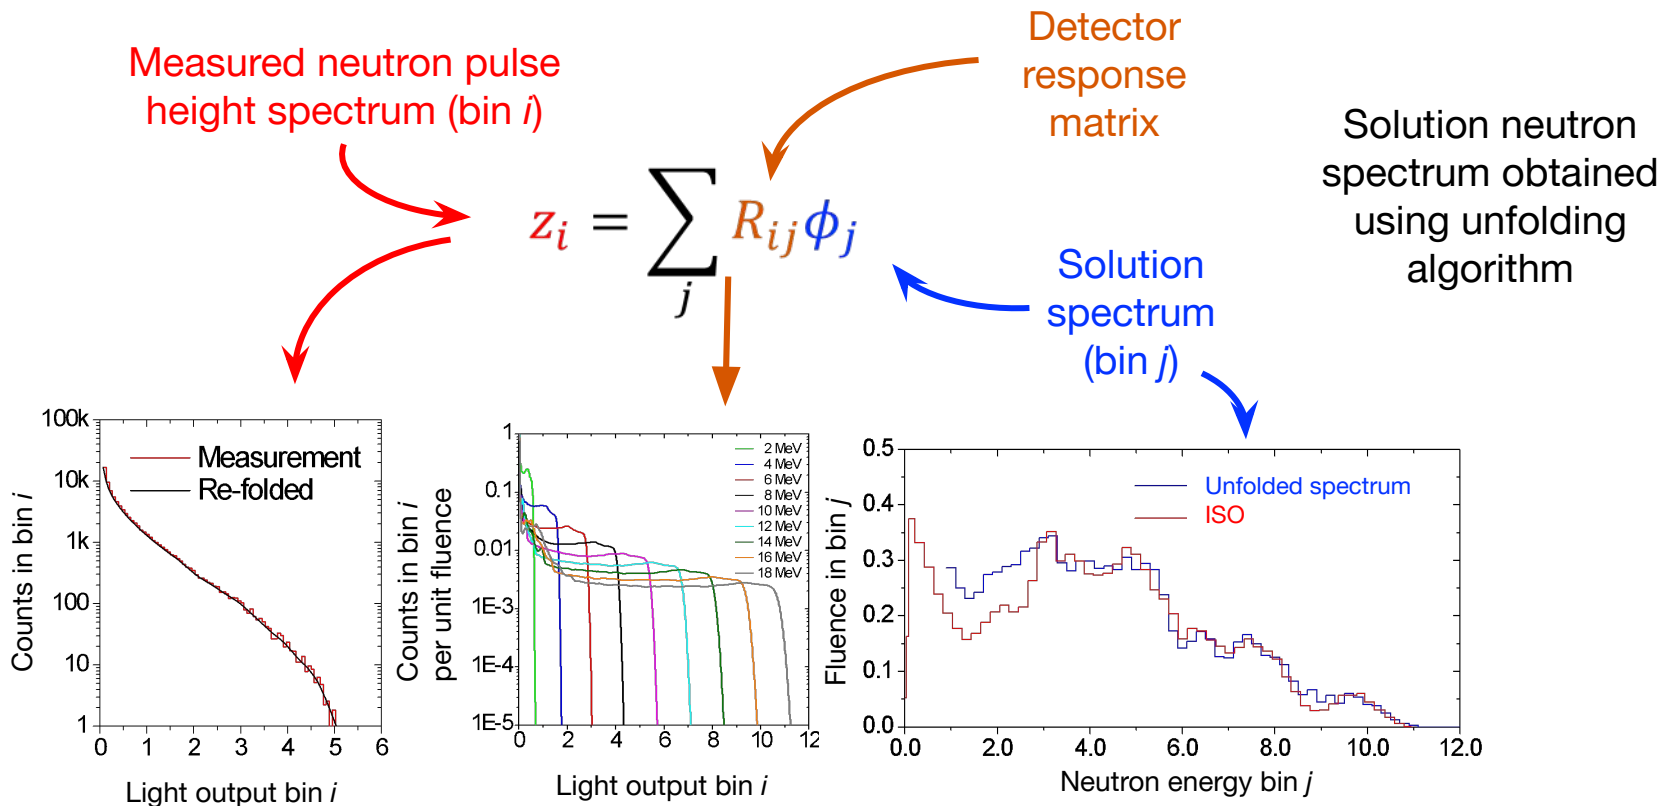 Measured neutron pulse
height spectrum (bin i)
Detector
response
matrix
Solution neutron
spectrum obtained
using unfolding
algorithm
z_i = ∑_j R_{ij} ϕ_j
Solution
spectrum
(bin j)
100k
10k
1k
100
10
1
0 1 2 3 4 5 6
Measurement
Re-folded
Counts in bin i
Light output bin i
1
0.1
0.01
1E-3
1E-4
1E-5
0 2 4 6 8 10 12
2 MeV
4 MeV
6 MeV
8 MeV
10 MeV
12 MeV
14 MeV
16 MeV
18 MeV
Counts in bin i
per unit fluence
Light output bin i
0.5
0.4
0.3
0.2
0.1
0.0
0.0 2.0 4.0 6.0 8.0 10.0 12.0
Unfolded spectrum
ISO
Fluence in bin j
Neutron energy bin j